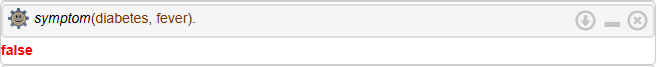 symptom(diabetes, fever).
false